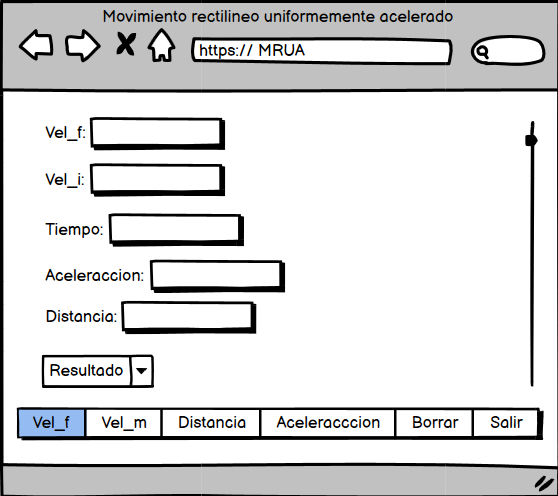 Movimiento rectilineo uniformemente acelerado
https:// MRUA
Vel_f:
Vel_i:
Tiempo:
Aceleraccion:
Distancia:
Resultado
Vel_f Vel_m Distancia Aceleracccion Borrar Salir